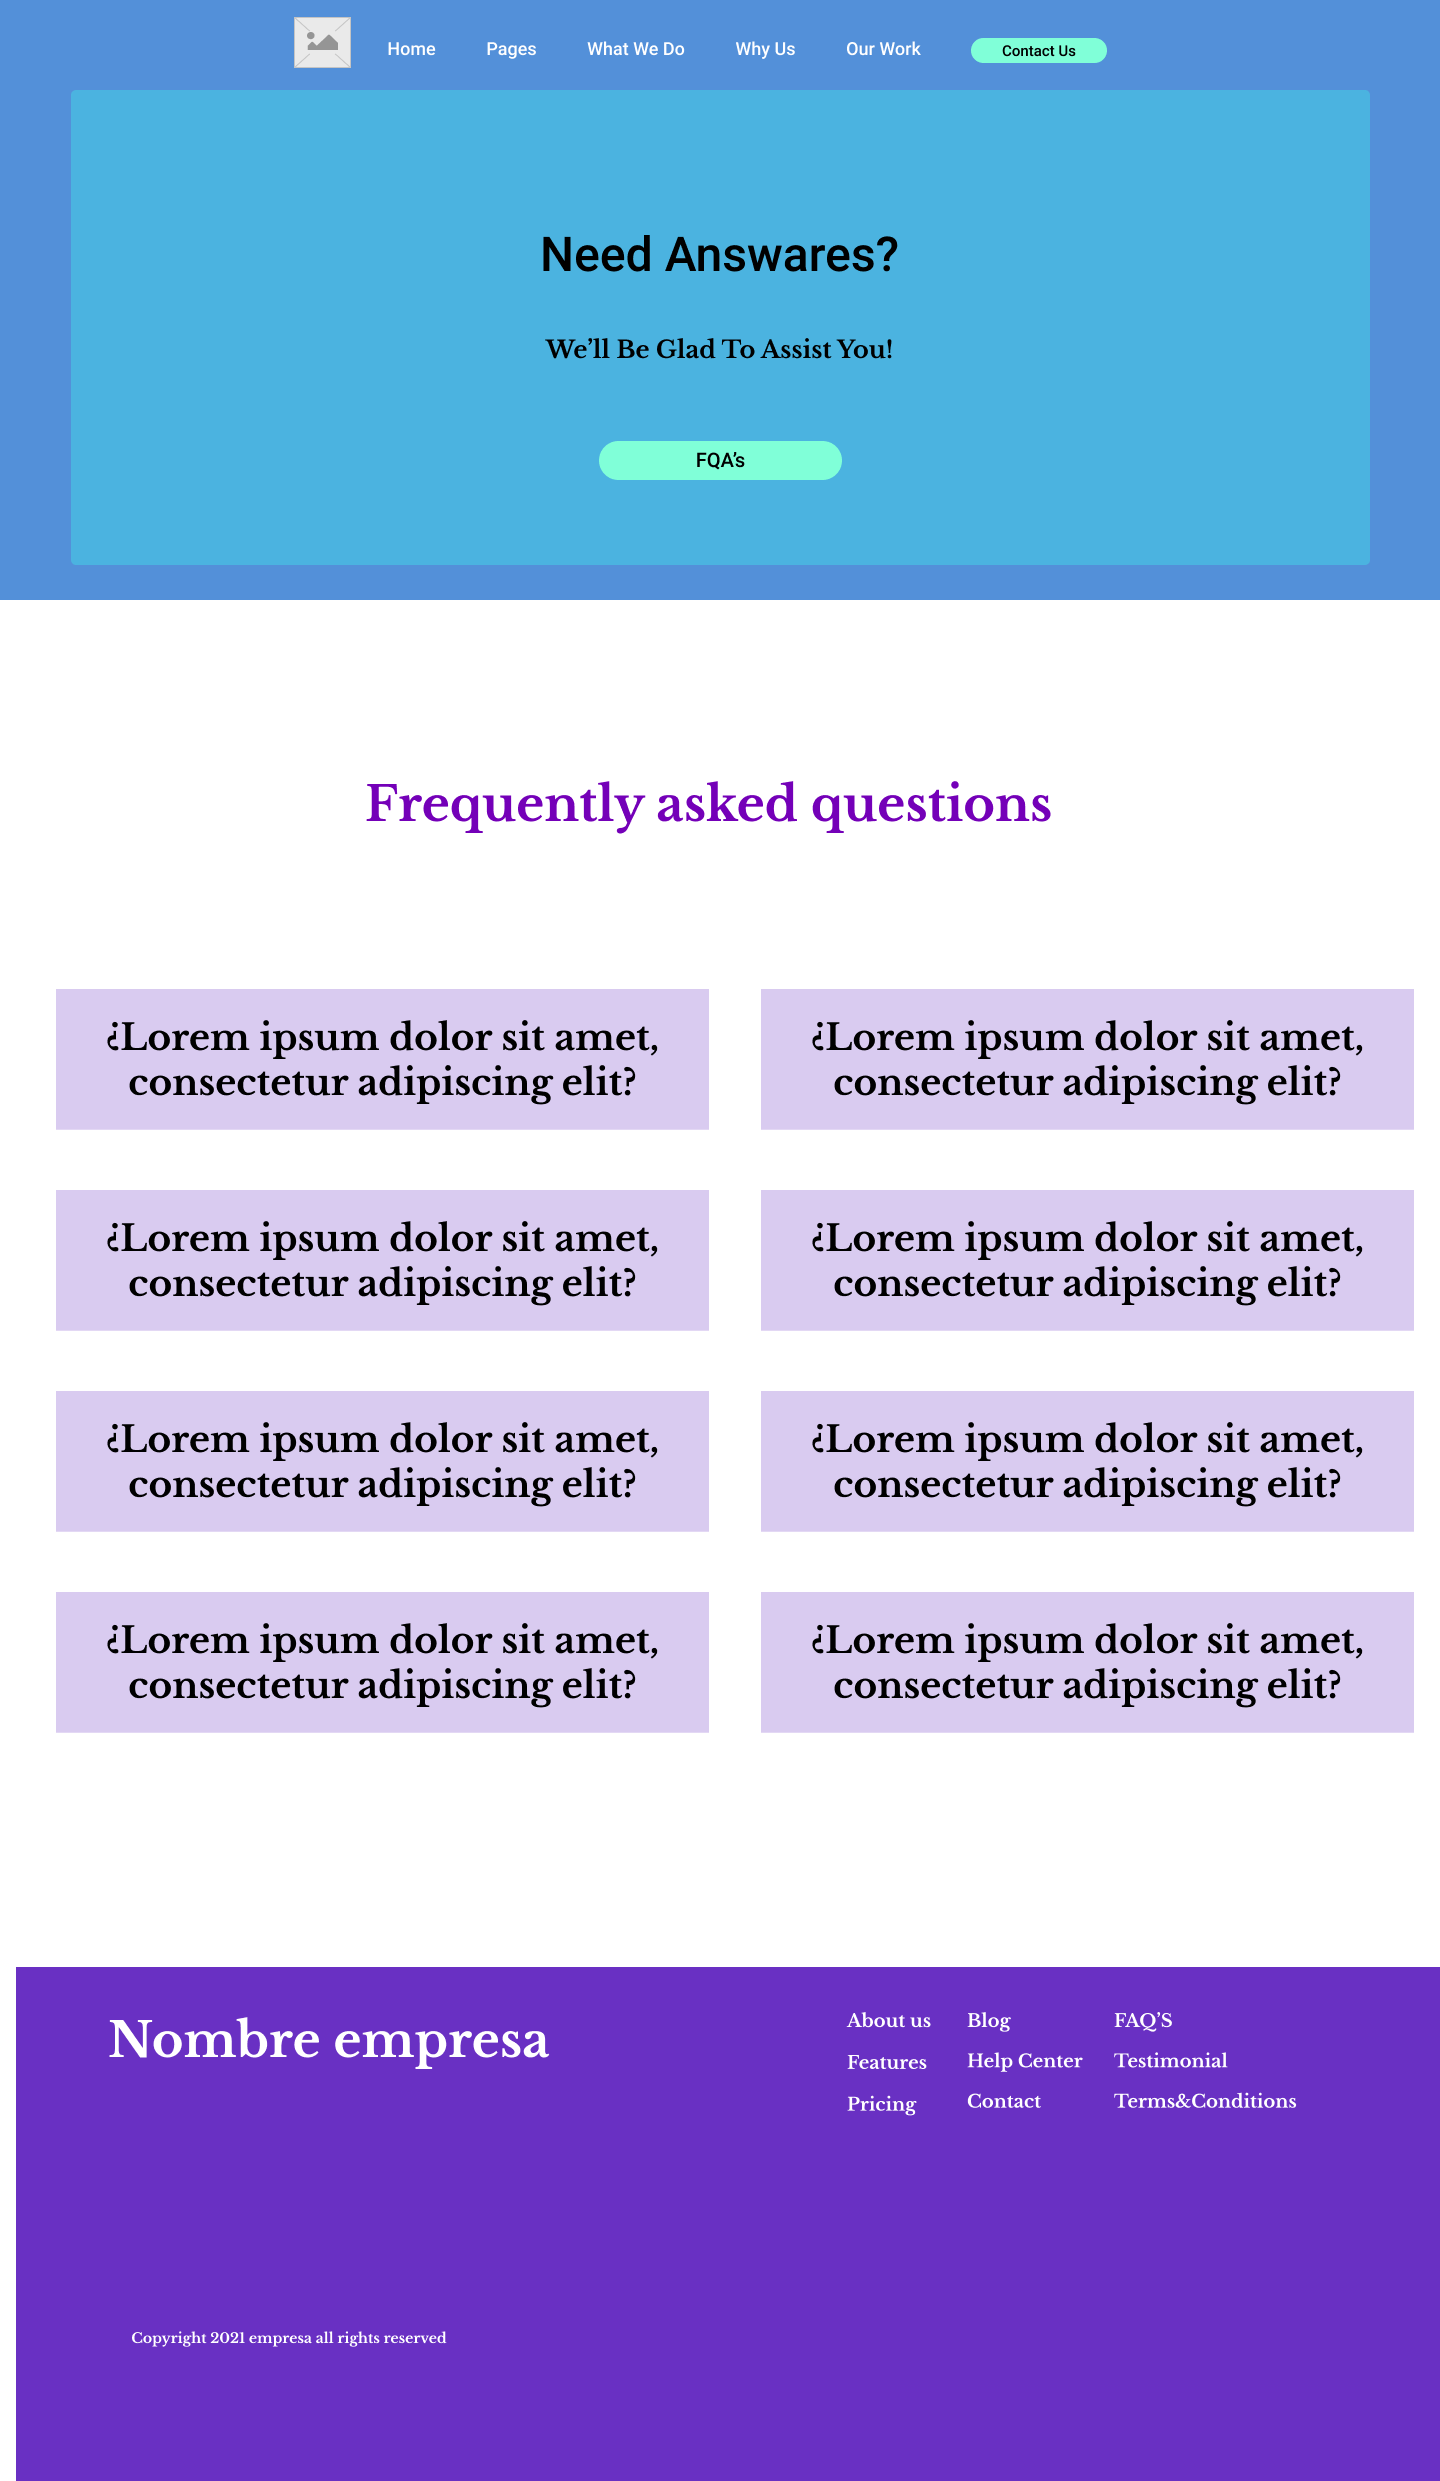 Home Pages What We Do Why Us Our Work Contact Us
Need Answares?
We’ll Be Glad To Assist You!
FQA’s
Frequently asked questions
¿Lorem ipsum dolor sit amet,
consectetur adipiscing elit?
¿Lorem ipsum dolor sit amet,
consectetur adipiscing elit?
¿Lorem ipsum dolor sit amet,
consectetur adipiscing elit?
¿Lorem ipsum dolor sit amet,
consectetur adipiscing elit?
¿Lorem ipsum dolor sit amet,
consectetur adipiscing elit?
¿Lorem ipsum dolor sit amet,
consectetur adipiscing elit?
¿Lorem ipsum dolor sit amet,
consectetur adipiscing elit?
¿Lorem ipsum dolor sit amet,
consectetur adipiscing elit?
Nombre empresa
About us
Features
Pricing
Blog
Help Center
Contact
FAQ’S
Testimonial
Terms&Conditions
Copyright 2021 empresa all rights reserved